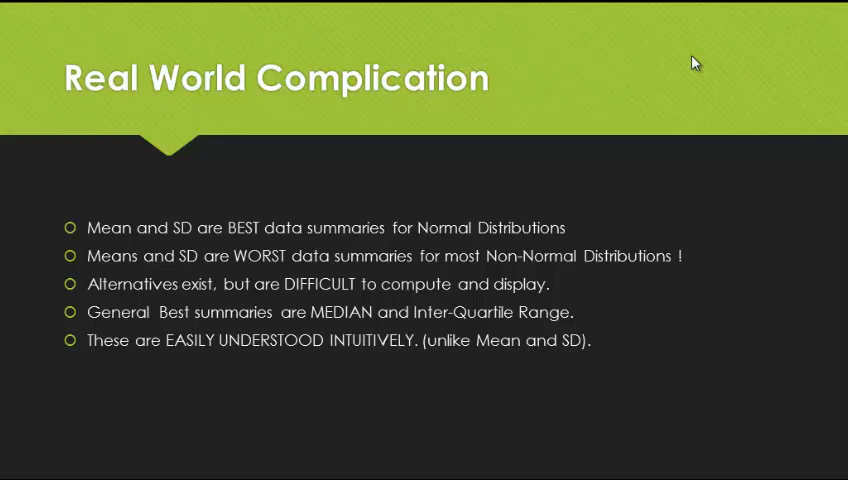 Real World Complication
Mean and SD are BEST data summaries for Normal Distributions
Means and SD are WORST data summaries for most Non-Normal Distributions !
Alternatives exist, but are DIFFICULT to compute and display.
General Best summaries are MEDIAN and Inter-Quartile Range.
These are EASILY UNDERSTOOD INTUITIVELY. (unlike Mean and SD).